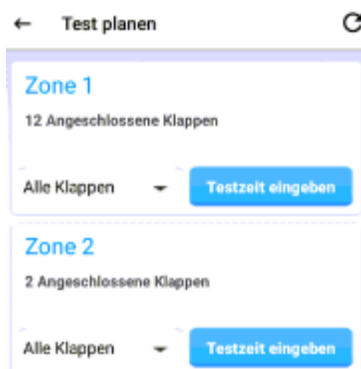 Test planen
Zone 1
12 Angeschlossene Klappen
Alle Klappen Testzeit eingeben
Zone 2
2 Angeschlossene Klappen
Alle Klappen Testzeit eingeben